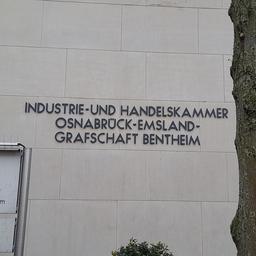 INDUSTRIE-UND HANDELSKAMMER
OSNABRÜCK-EMSLAND-
GRAFSCHAFT BENTHEIM